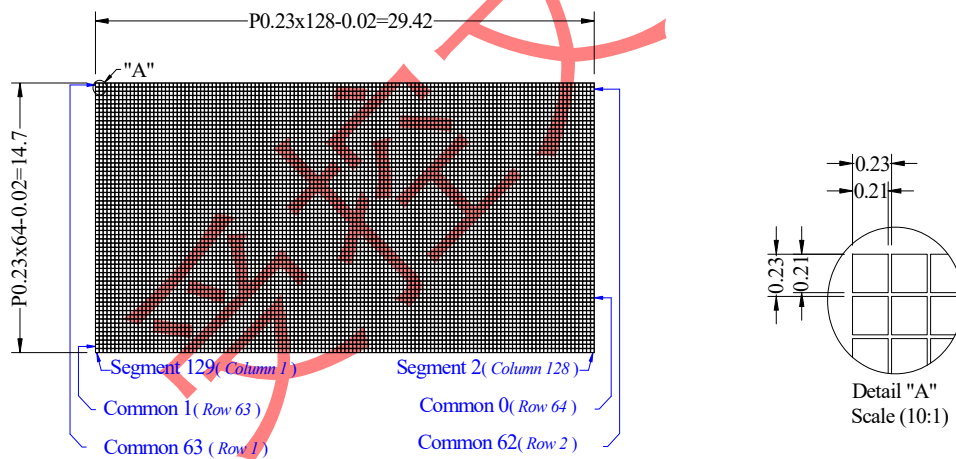 P0.23x128-0.02=29.42
"A"
P0.23x64-0.02=14.7
Segment 129( Column 1 )
Segment 2( Column 128 )
Common 1( Row 63 )
Common 0( Row 64 )
Common 63 ( Row 1 )
Common 62( Row 2 )
0.23
0.21
0.23
0.21
Detail "A"
Scale (10:1)